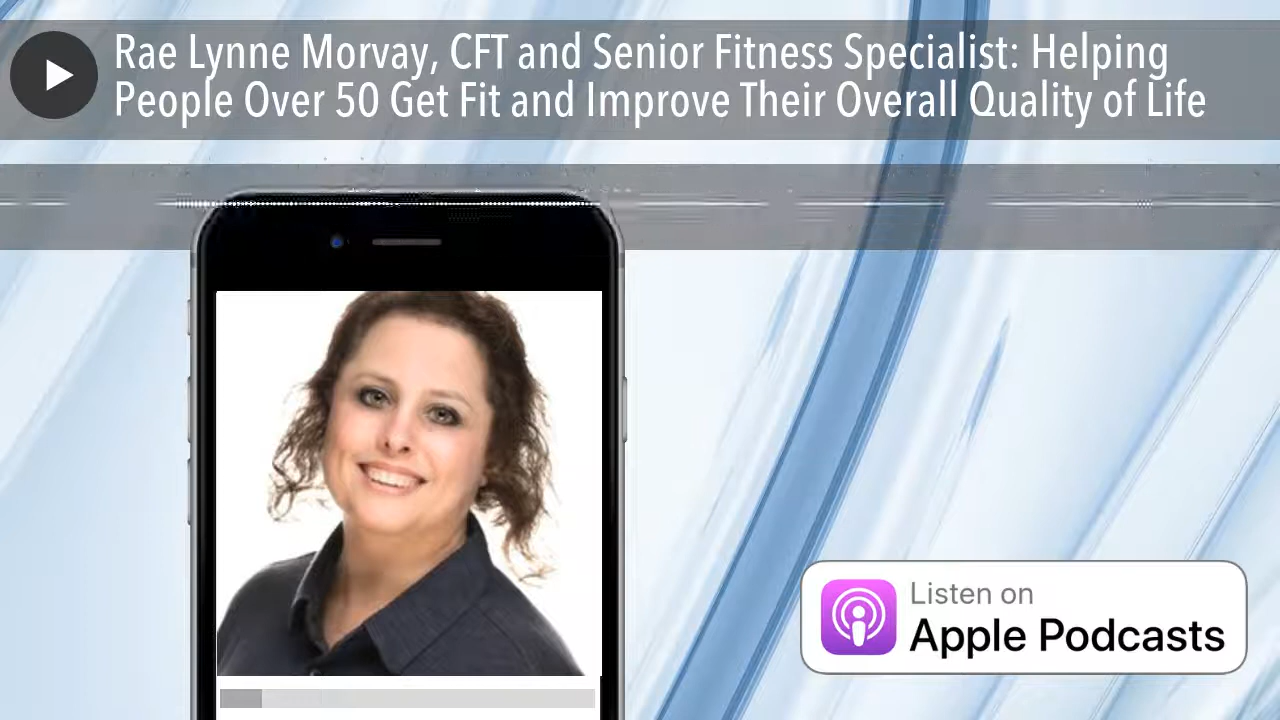 Rae Lynne Morvay, CFT and Senior Fitness Specialist: Helping
People Over 50 Get Fit and Improve Their Overall Quality of Life
Listen on
Apple Podcasts